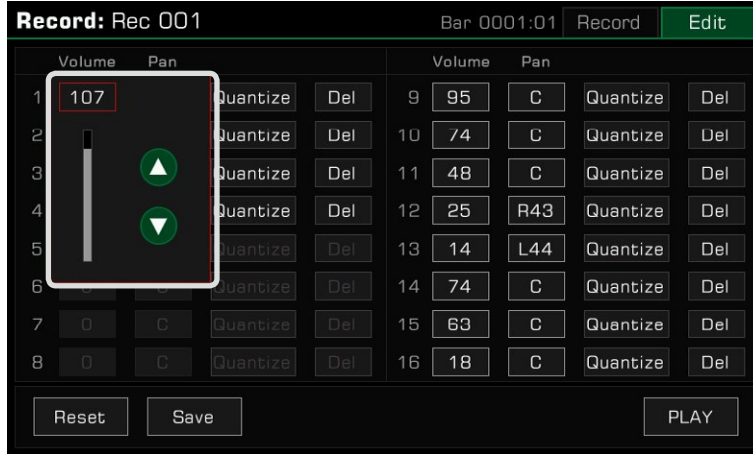 Record: Rec 001 Bar 0001:01 Record Edit
Volume Pan Volume Pan
1 107 Quantize Del 9 95 C Quantize Del
2 Quantize Del 10 74 C Quantize Del
3 Quantize Del 11 48 C Quantize Del
4 Quantize Del 12 25 R43 Quantize Del
5 Quantize Del 13 14 L44 Quantize Del
6 0 C Quantize Del 14 74 C Quantize Del
7 0 C Quantize Del 15 63 C Quantize Del
8 0 C Quantize Del 16 18 C Quantize Del
Reset Save PLAY